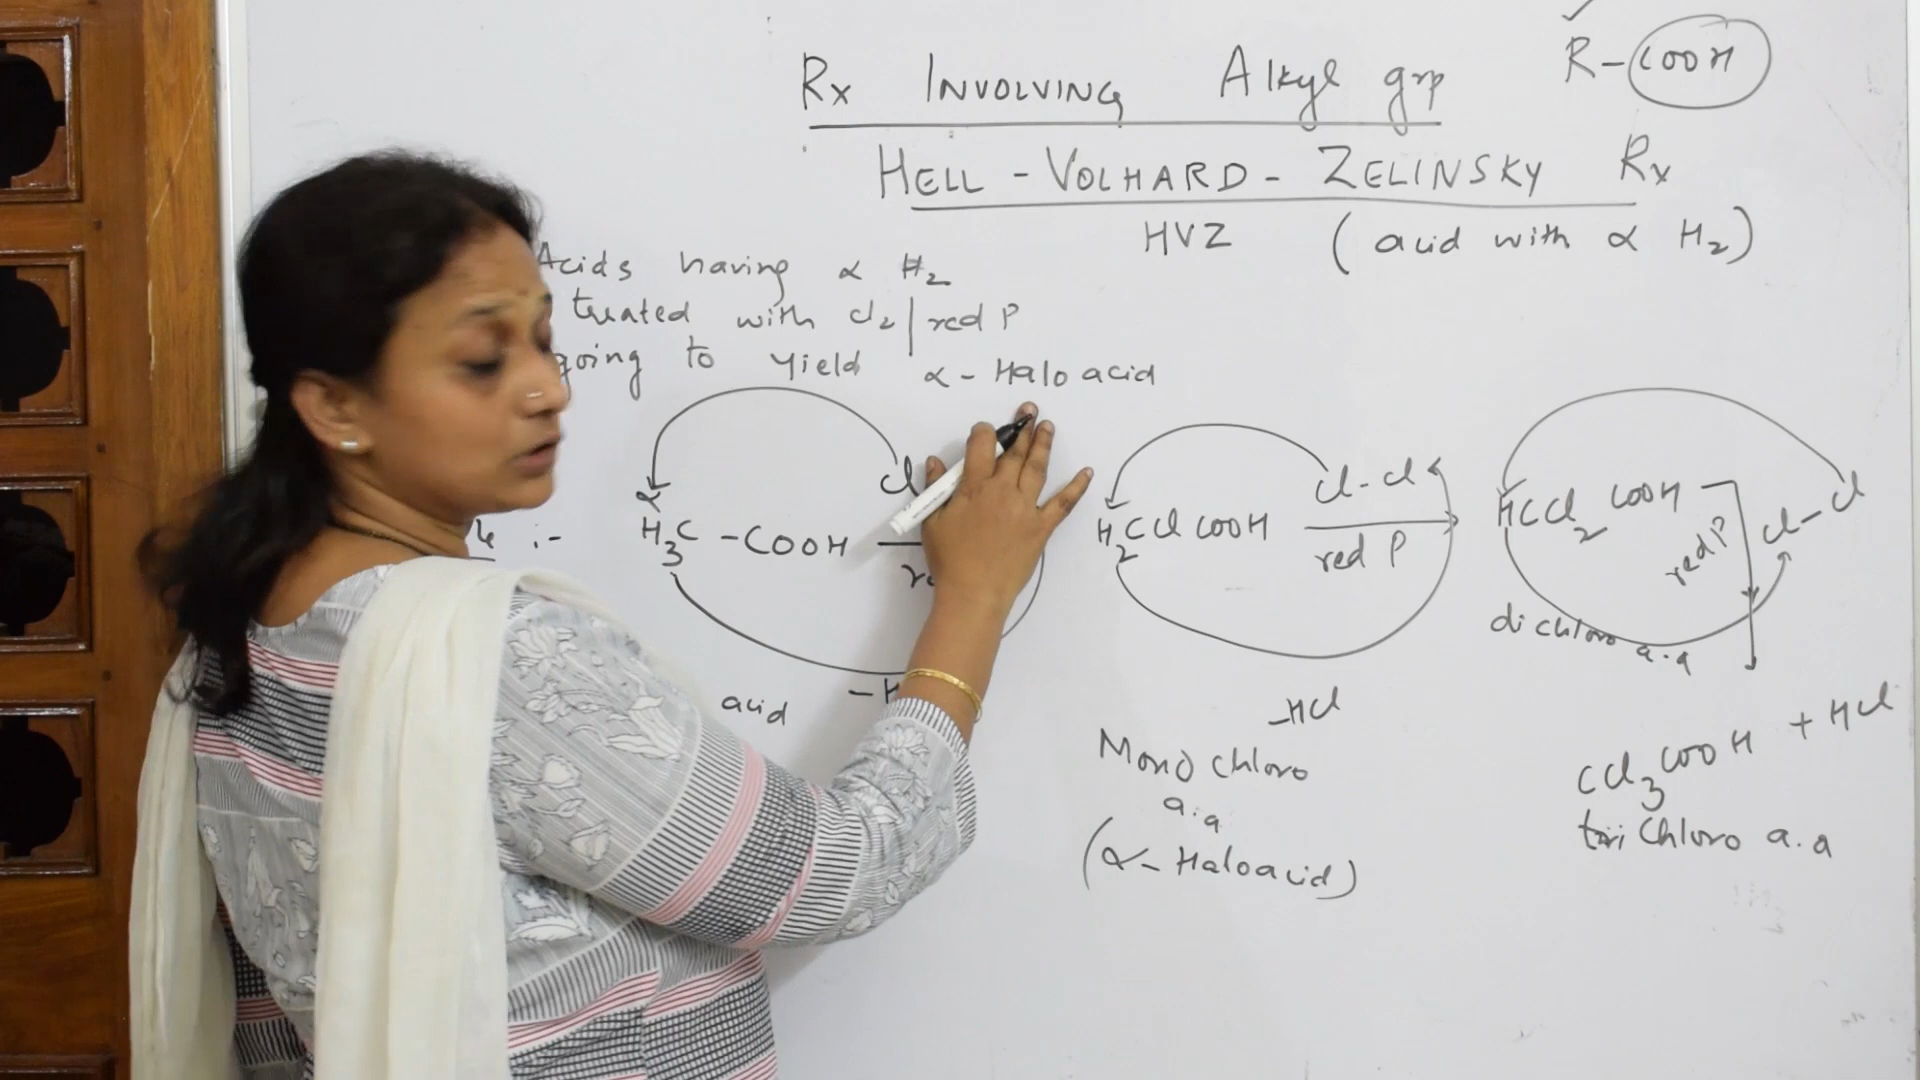 R-COOH
Rx INVOLVING Alkyl grp
HELL - VOLHARD - ZELINSKY Rx
HVZ (acid with α H2)
Acids having α H2
treated with Cl2 | red P
going to yield α - Haloacid
α
Cl
H3C - COOH
:-
H2CCl COOH
Cl-Cl
red P
HCCl2 COOH
red P
Cl-Cl
dichloro a.a
acid
-HCl
Mono chloro
a.a
(α- Haloacid)
CCl3COOH + HCl
tri chloro a.a